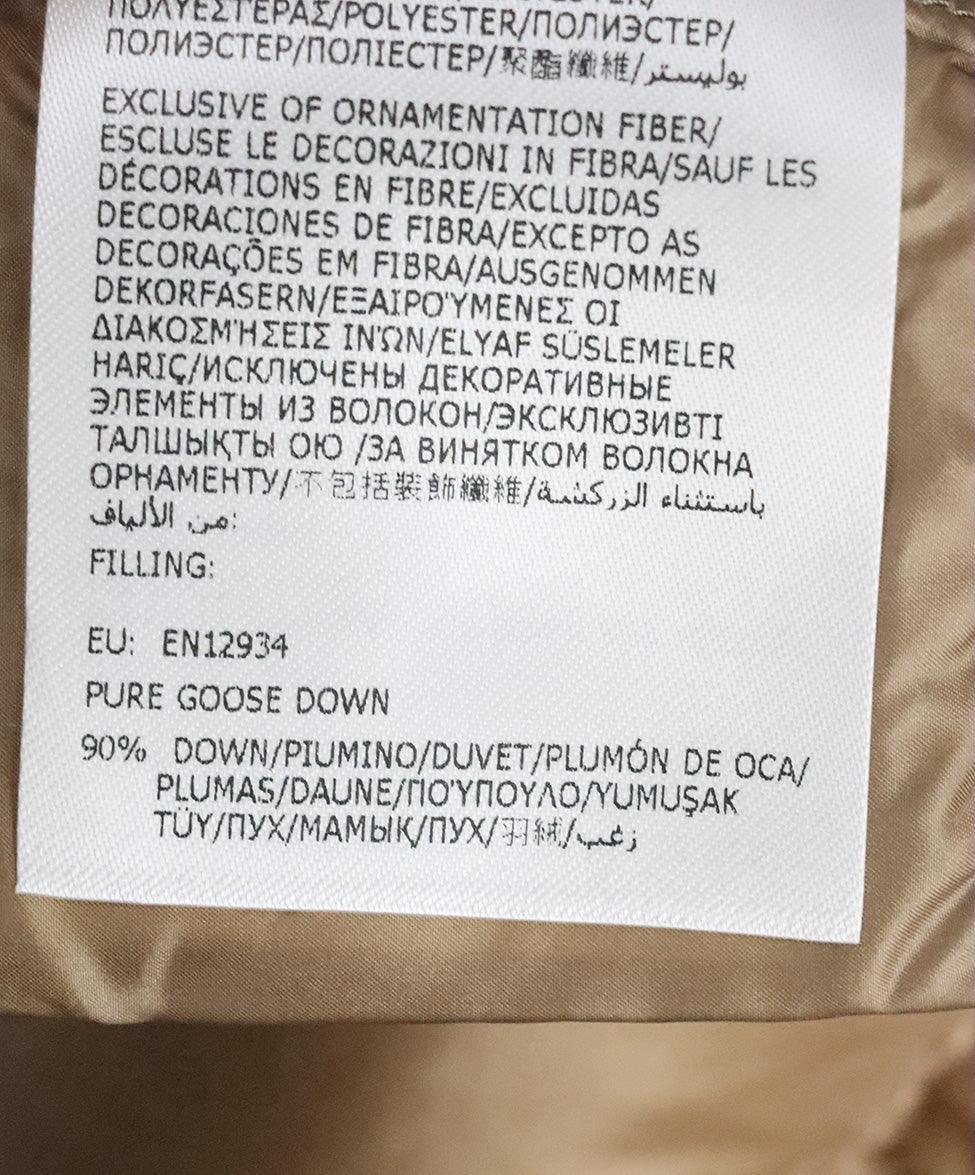 ΠΟΛΥΕΣΤΕΡΑΣ/POLYESTER/ПОЛИЭСТЕР/
ПОЛИЭСТЕР/ПОЛІЕСТЕР/聚酯纖維/بوليستر
EXCLUSIVE OF ORNAMENTATION FIBER/
ESCLUSE LE DECORAZIONI IN FIBRA/SAUF LES
DÉCORATIONS EN FIBRE/EXCLUIDAS
DECORACIONES DE FIBRA/EXCEPTO AS
DECORAÇÕES EM FIBRA/AUSGENOMMEN
DEKORFASERN/ΕΞΑΙΡΟΎΜΕΝΕΣ ΟΙ
ΔΙΑΚΟΣΜΉΣΕΙΣ ΙΝΏΝ/ELYAF SÜSLEMELER
HARIÇ/ИСКЛЮЧЕНЫ ДЕКОРАТИВНЫЕ
ЭЛЕМЕНТЫ ИЗ ВОЛОКОН/ЭКСКЛЮЗИВТІ
ТАЛШЫҚТЫ ОЮ /ЗА ВИНЯТКОМ ВОЛОКНА
ОРНАМЕНТУ/不包括裝飾纖維/باستثناء الزركشية
من الألياف:
FILLING:
EU: EN12934
PURE GOOSE DOWN
90% DOWN/PIUMINO/DUVET/PLUMÓN DE OCA/
PLUMAS/DAUNE/ΠΟΎΠΟΥΛΟ/YUMUŞAK
TÜY/ПУХ/МАМЫҚ/ПУХ/羽絨/زغب